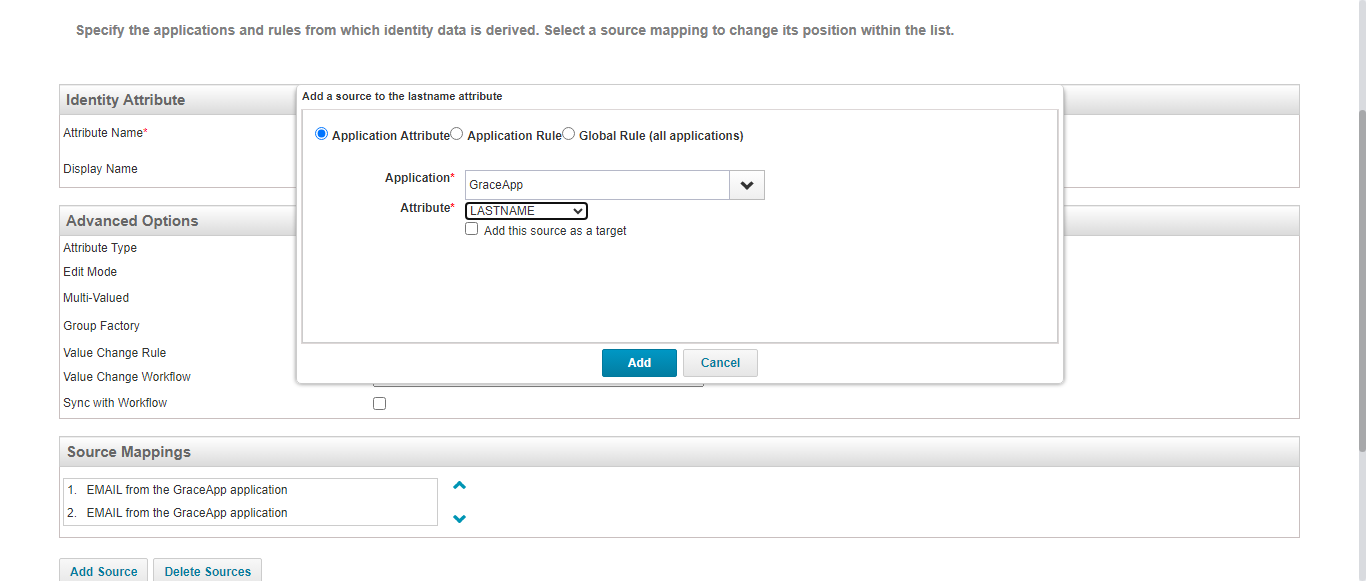 Specify the applications and rules from which identity data is derived. Select a source mapping to change its position within the list.
Identity Attribute
Attribute Name*
Display Name
Add a source to the lastname attribute
Application Attribute Application Rule Global Rule (all applications)
Application* GraceApp
Attribute* LASTNAME
Add this source as a target
Add Cancel
Advanced Options
Attribute Type
Edit Mode
Multi-Valued
Group Factory
Value Change Rule
Value Change Workflow
Sync with Workflow
Source Mappings
1. EMAIL from the GraceApp application
2. EMAIL from the GraceApp application
Add Source Delete Sources